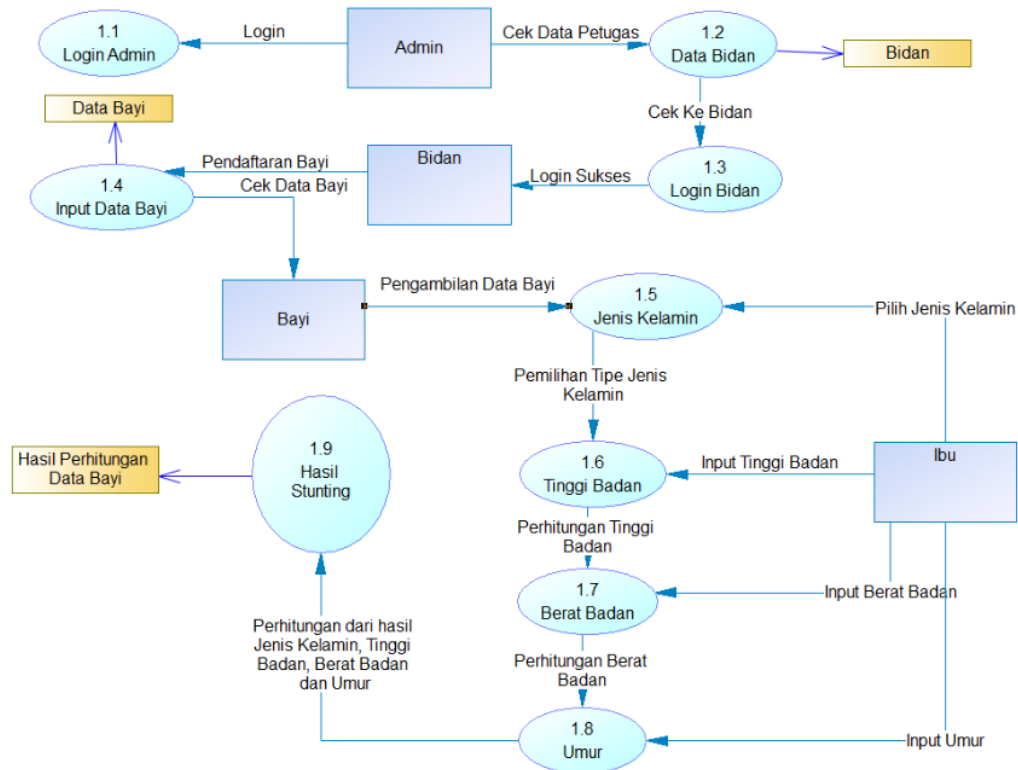 1.1
Login Admin
Login
Admin
Cek Data Petugas
1.2
Data Bidan
Bidan
Data Bayi
Cek Ke Bidan
Pendaftaran Bayi
Bidan
1.3
Login Bidan
Login Sukses
1.4
Input Data Bayi
Cek Data Bayi
Bayi
Pengambilan Data Bayi
1.5
Jenis Kelamin
Pilih Jenis Kelamin
Pemilihan Tipe Jenis
Kelamin
1.9
Hasil
Stunting
Hasil Perhitungan
Data Bayi
1.6
Tinggi Badan
Input Tinggi Badan
Ibu
Perhitungan Tinggi
Badan
1.7
Berat Badan
Input Berat Badan
Perhitungan dari hasil
Jenis Kelamin, Tinggi
Badan, Berat Badan
dan Umur
Perhitungan Berat
Badan
1.8
Umur
Input Umur